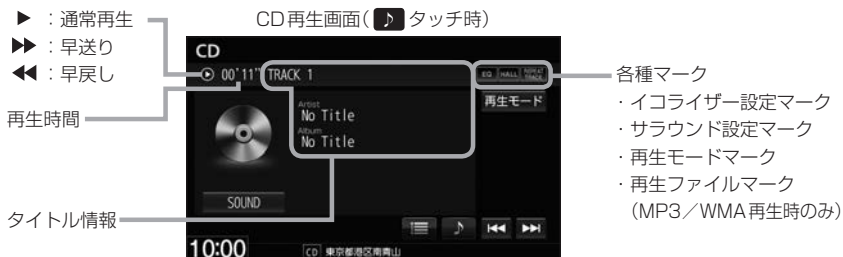 ▶ ：通常再生
▶▶ ：早送り
◀◀ ：早戻し
再生時間
タイトル情報
CD再生画面(♪タッチ時)
CD
00'11" TRACK 1
EQ HALL REPEAT TRACK
再生モード
Artist
No Title
Album
No Title
SOUND
10:00
CD 東京都港区南青山
各種マーク
・イコライザー設定マーク
・サラウンド設定マーク
・再生モードマーク
・再生ファイルマーク
（MP3／WMA再生時のみ）